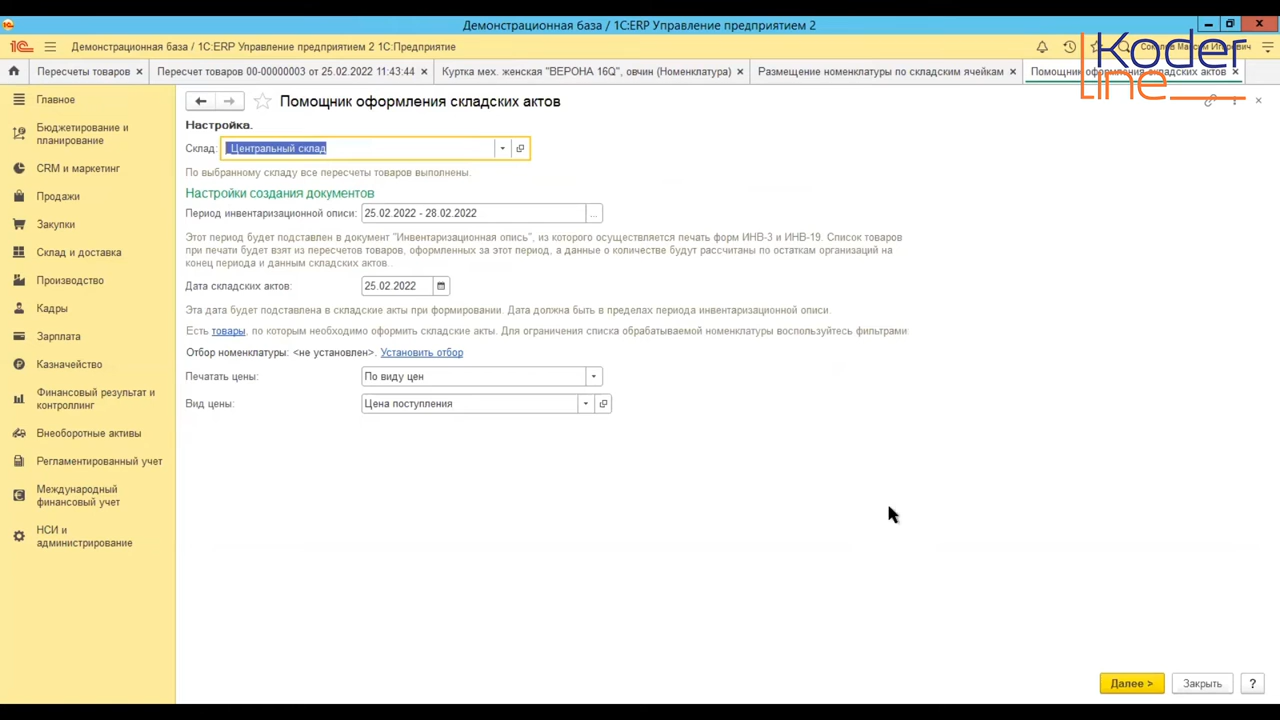 Демонстрационная база / 1С:ERP Управление предприятием 2
Демонстрационная база / 1С:ERP Управление предприятием 2 1С:Предприятие
Koder
line
Пересчеты товаров ×
Пересчет товаров 00-00000003 от 25.02.2022 11:43:44 ×
Куртка мех. женская "ВЕРОНА 16Q", овчин (Номенклатура) ×
Размещение номенклатуры по складским ячейкам ×
Помощник оформления складских актов ×
Главное
Бюджетирование и
планирование
CRM и маркетинг
Продажи
Закупки
Склад и доставка
Производство
Кадры
Зарплата
Казначейство
Финансовый результат и
контроллинг
Внеоборотные активы
Регламентированный учет
Международный
финансовый учет
НСИ и
администрирование
Помощник оформления складских актов
Настройка.
Склад: _Центральный склад
По выбранному складу все пересчеты товаров выполнены.
Настройки создания документов
Период инвентаризационной описи: 25.02.2022 - 28.02.2022 ...
Этот период будет подставлен в документ "Инвентаризационная опись", из которого осуществляется печать форм ИНВ-3 и ИНВ-19. Список товаров
при печати будет взят из пересчетов товаров, оформленных за этот период, а данные о количестве будут рассчитаны по остаткам организаций на
конец периода и данным складских актов.
Дата складских актов: 25.02.2022
Эта дата будет подставлена в складские акты при формировании. Дата должна быть в пределах периода инвентаризационной описи.
Есть товары, по которым необходимо оформить складские акты. Для ограничения списка обрабатываемой номенклатуры воспользуйтесь фильтрами:
Отбор номенклатуры: <не установлен>. Установить отбор
Печатать цены: По виду цен
Вид цены: Цена поступления
Далее >
Закрыть
?